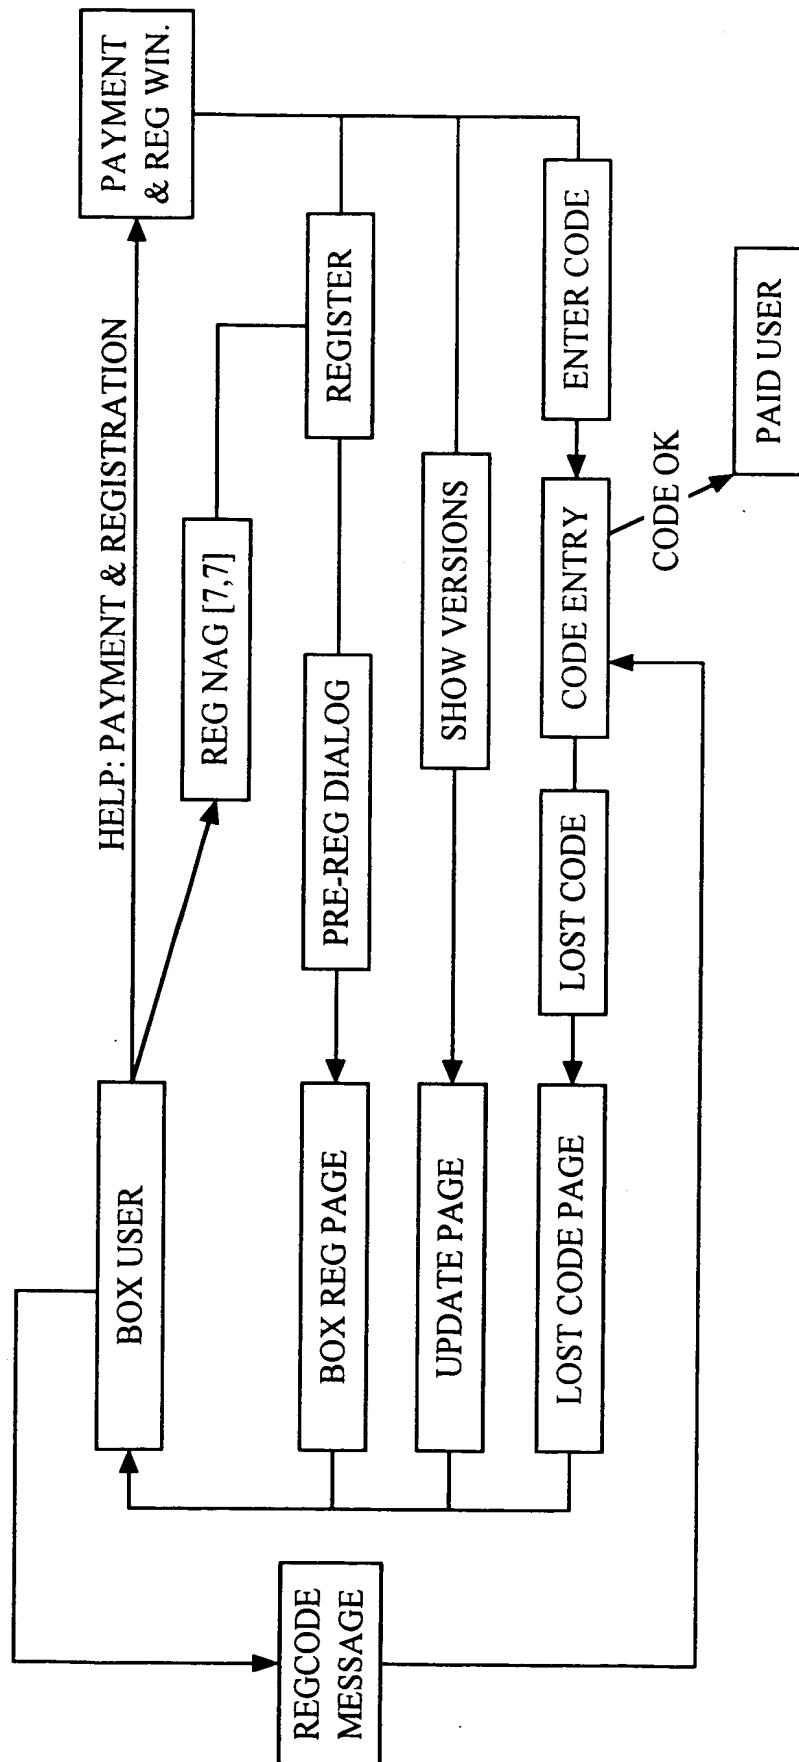 REGCODE
MESSAGE
BOX USER
HELP: PAYMENT & REGISTRATION
PAYMENT
& REG WIN.
REG NAG [7,7]
BOX REG PAGE
PRE-REG DIALOG
REGISTER
UPDATE PAGE
SHOW VERSIONS
LOST CODE PAGE
LOST CODE
CODE ENTRY
ENTER CODE
CODE OK
PAID USER